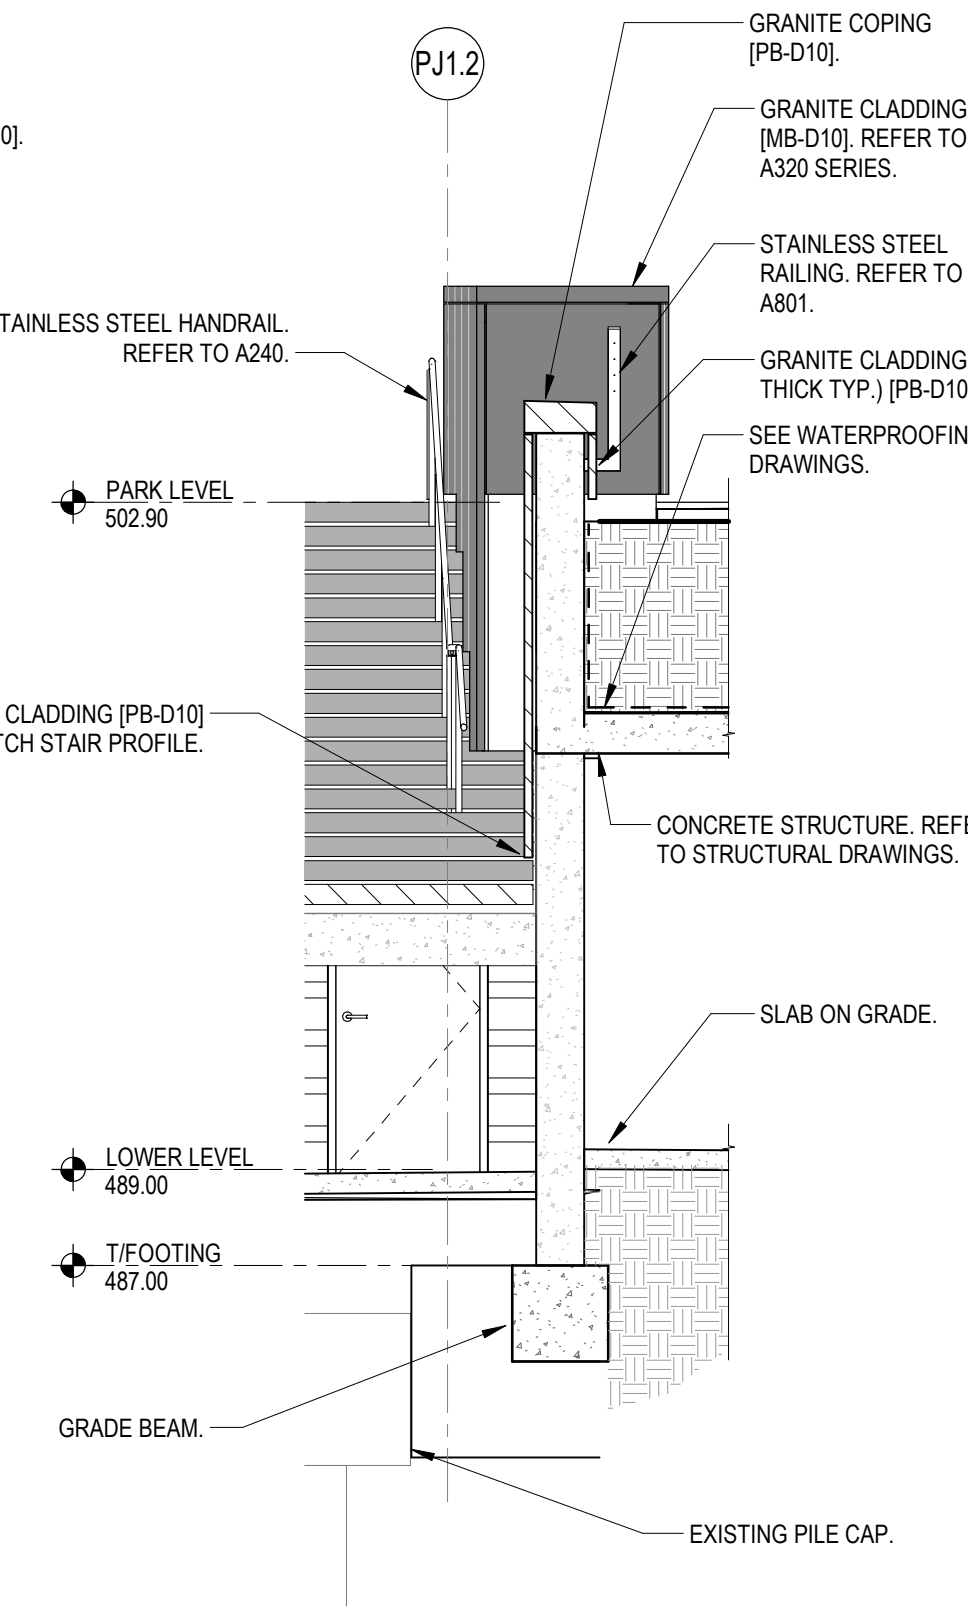 PJ1.2
GRANITE COPING
[PB-D10].
GRANITE CLADDING
[MB-D10]. REFER TO
A320 SERIES.
0].
STAINLESS STEEL
RAILING. REFER TO
A801.
TAINLESS STEEL HANDRAIL.
REFER TO A240.
GRANITE CLADDING
THICK TYP.) [PB-D10
SEE WATERPROOFIN
DRAWINGS.
PARK LEVEL
502.90
CLADDING [PB-D10]
TCH STAIR PROFILE.
CONCRETE STRUCTURE. REFE
TO STRUCTURAL DRAWINGS.
SLAB ON GRADE.
LOWER LEVEL
489.00
T/FOOTING
487.00
GRADE BEAM.
EXISTING PILE CAP.